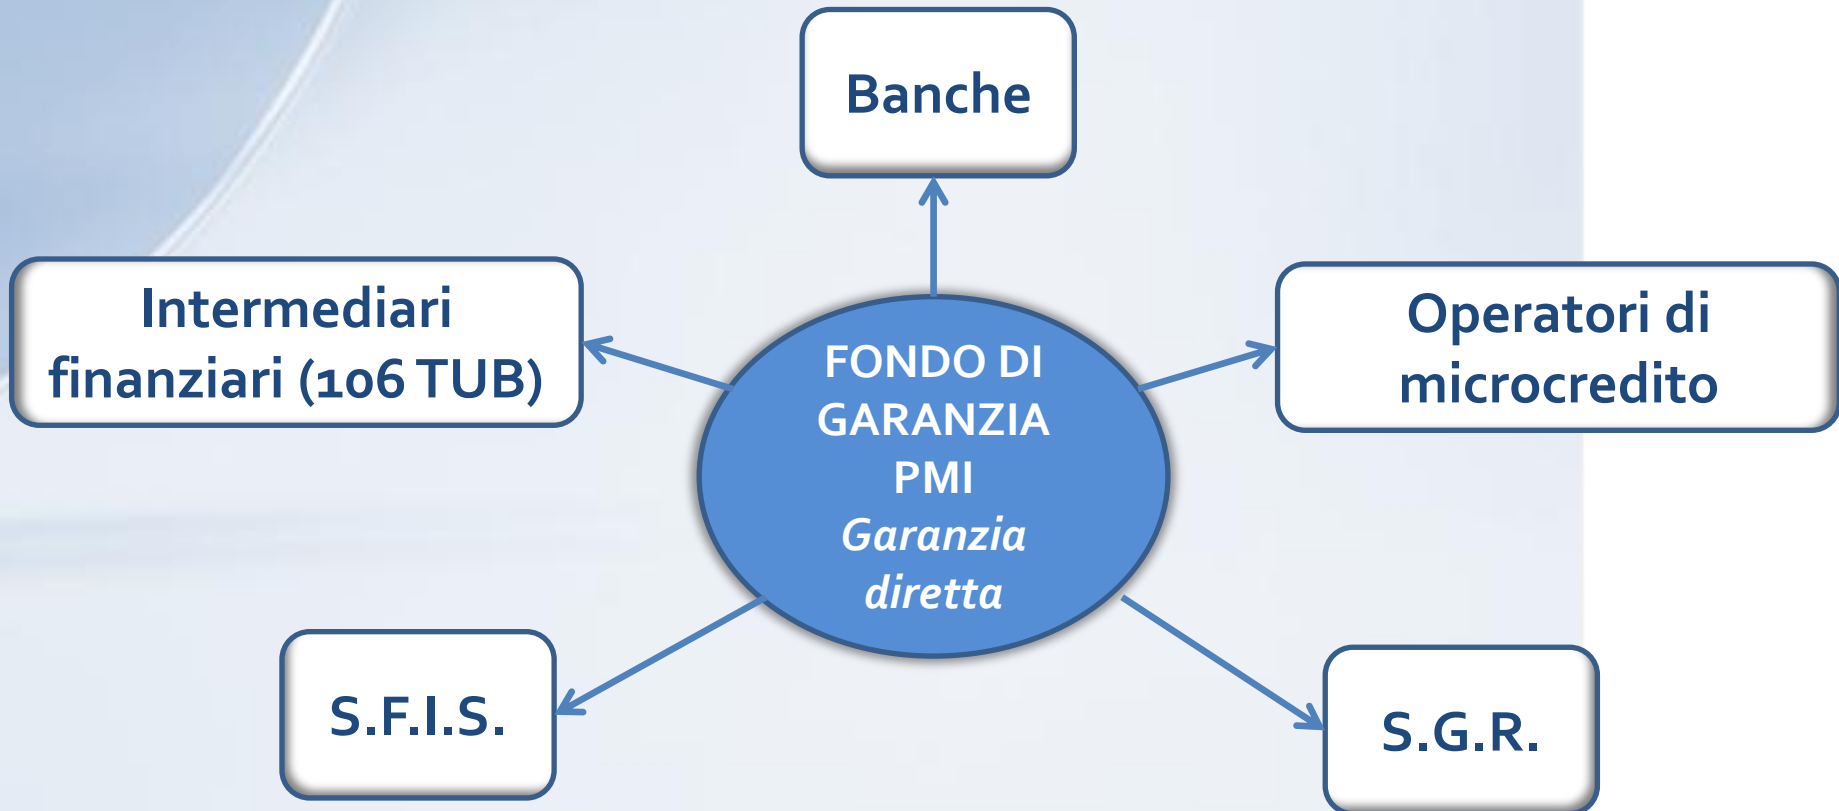 Banche
Intermediari
finanziari (106 TUB)
Operatori di
microcredito
FONDO DI
GARANZIA
PMI
Garanzia
diretta
S.F.I.S.
S.G.R.